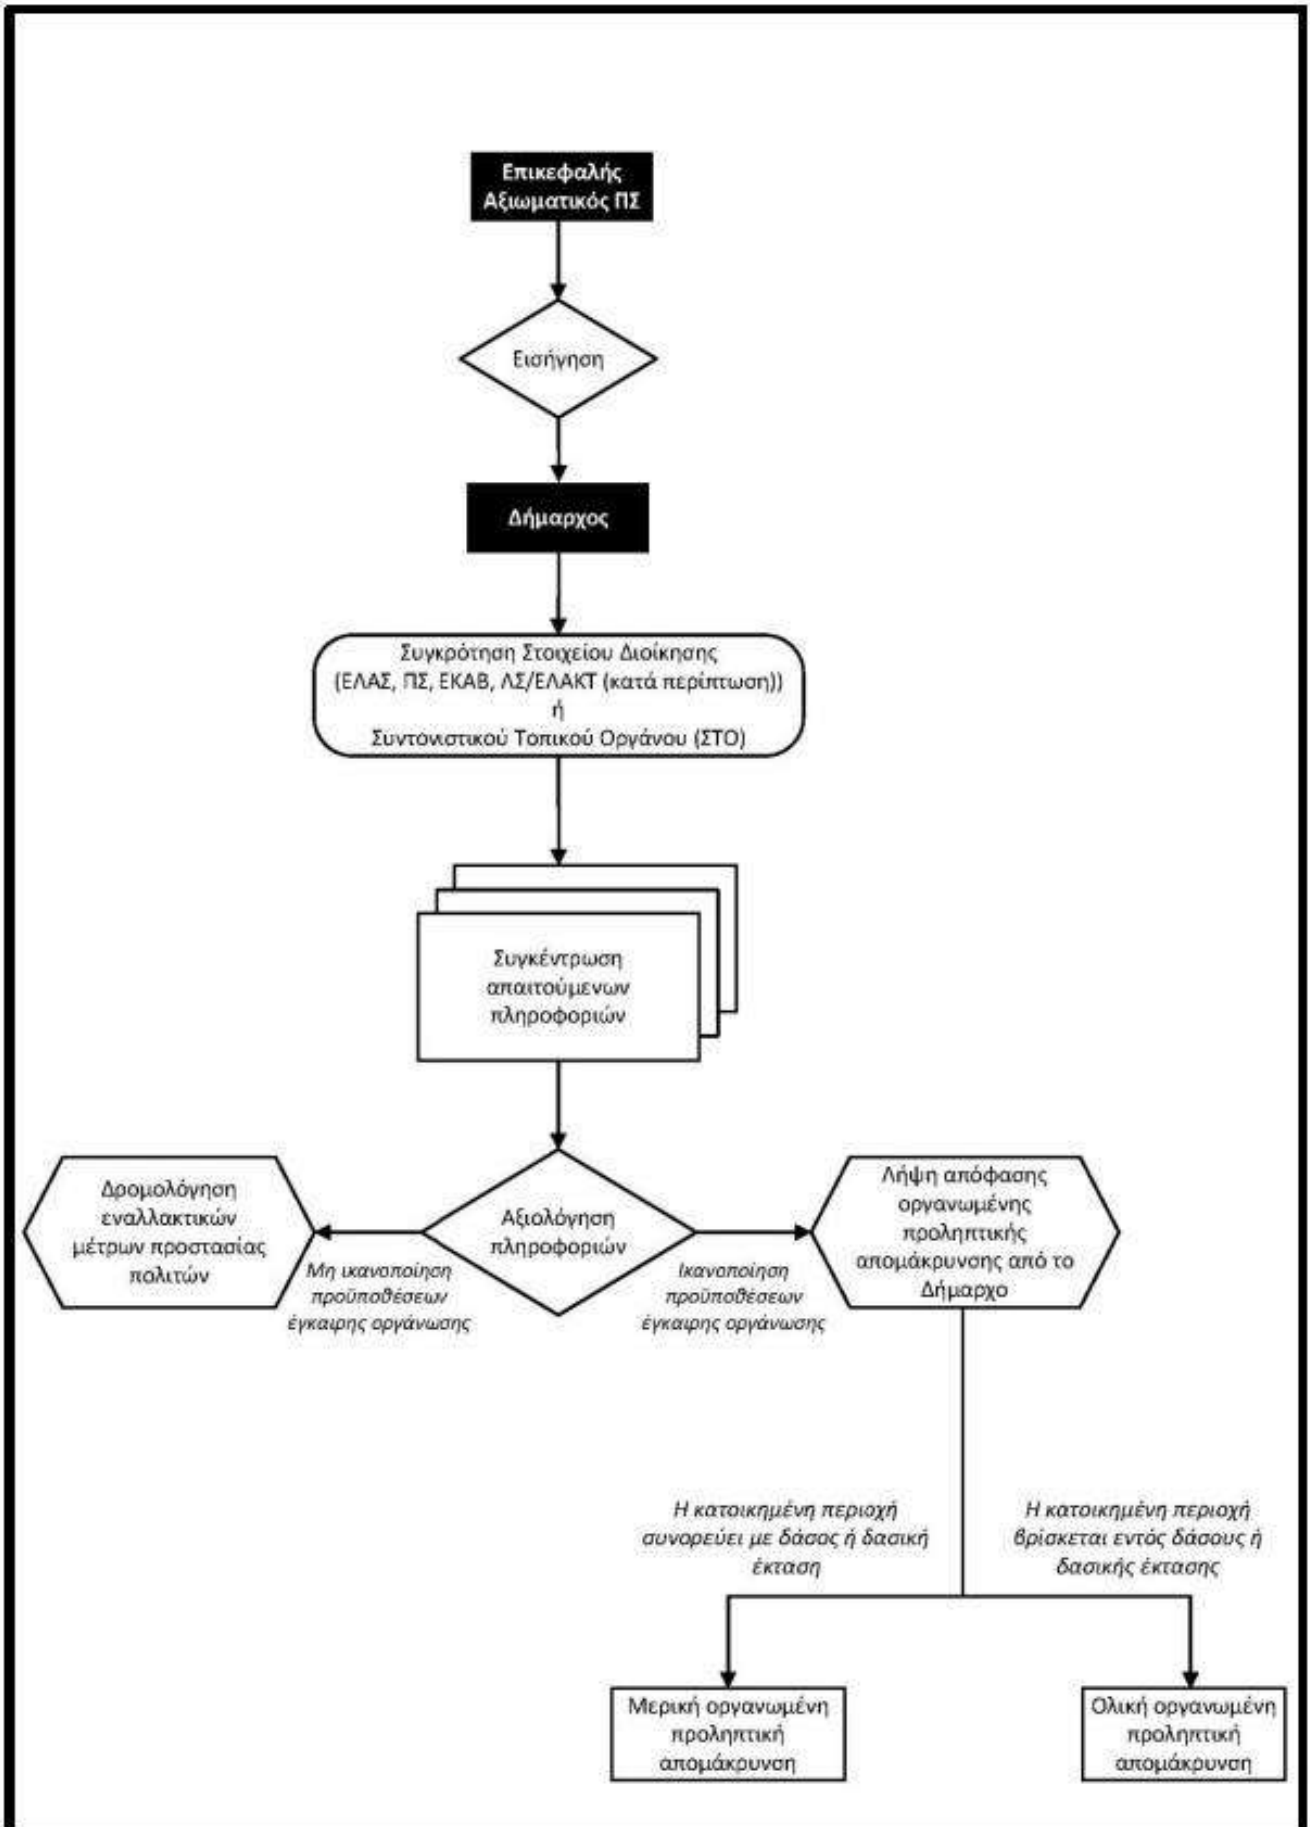 Επικεφαλής
Αξιωματικός ΠΣ
Εισήγηση
Δήμαρχος
Συγκρότηση Στοιχείου Διοίκησης
(ΕΛΑΣ, ΠΣ, ΕΚΑΒ, ΛΣ/ΕΛΑΚΤ (κατά περίπτωση))
ή
Συντονιστικού Τοπικού Οργάνου (ΣΤΟ)
Συγκέντρωση
απαιτούμενων
πληροφοριών
Δρομολόγηση
εναλλακτικών
μέτρων προστασίας
πολιτών
Μη ικανοποίηση
προϋποθέσεων
έγκαιρης οργάνωσης
Αξιολόγηση
πληροφοριών
Ικανοποίηση
προϋποθέσεων
έγκαιρης οργάνωσης
Λήψη απόφασης
οργανωμένης
προληπτικής
απομάκρυνσης από το
Δήμαρχο
Η κατοικημένη περιοχή
συνορεύει με δάσος ή δασική
έκταση
Η κατοικημένη περιοχή
βρίσκεται εντός δάσους ή
δασικής έκτασης
Μερική οργανωμένη
προληπτική
απομάκρυνση
Ολική οργανωμένη
προληπτική
απομάκρυνση